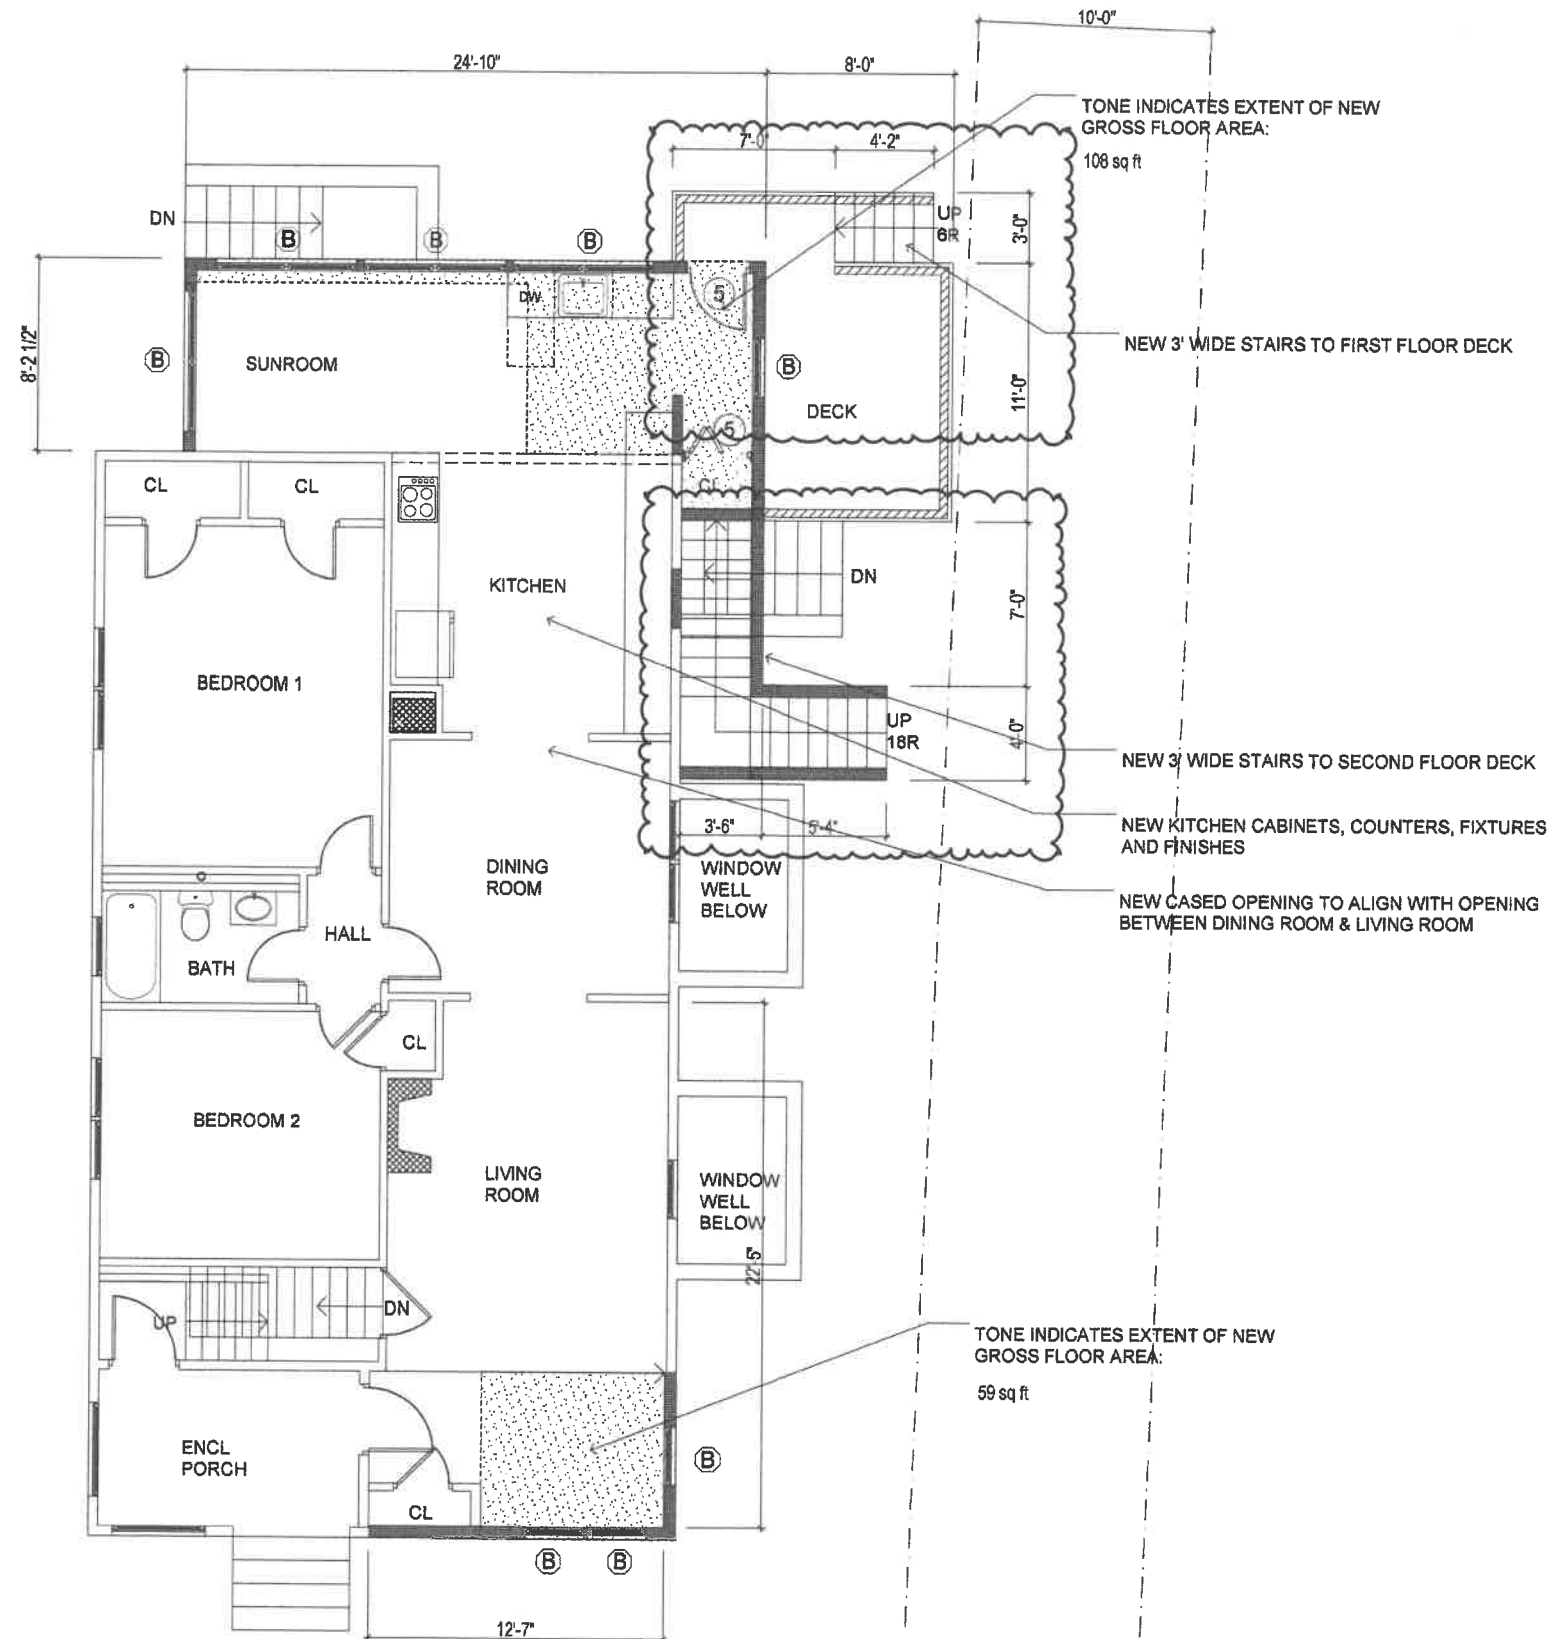 10'-0"
24'-10"
8'-0"
TONE INDICATES EXTENT OF NEW
GROSS FLOOR AREA:
108 sq ft
4'-2"
DN
UP
6R
3'-0"
B
B
B
5
DW
8'-2 1/2"
B
SUNROOM
B
NEW 3' WIDE STAIRS TO FIRST FLOOR DECK
11'-0"
DECK
5
CL
CL
CL
KITCHEN
DN
7'-0"
BEDROOM 1
UP
18R
4'-0"
NEW 3' WIDE STAIRS TO SECOND FLOOR DECK
3'-6"
5'-4"
NEW KITCHEN CABINETS, COUNTERS, FIXTURES
AND FINISHES
DINING
ROOM
WINDOW
WELL
BELOW
NEW CASED OPENING TO ALIGN WITH OPENING
BETWEEN DINING ROOM & LIVING ROOM
HALL
BATH
CL
BEDROOM 2
LIVING
ROOM
WINDOW
WELL
BELOW
22'-5"
UP
DN
TONE INDICATES EXTENT OF NEW
GROSS FLOOR AREA:
59 sq ft
ENCL
PORCH
B
CL
B
B
12'-7"